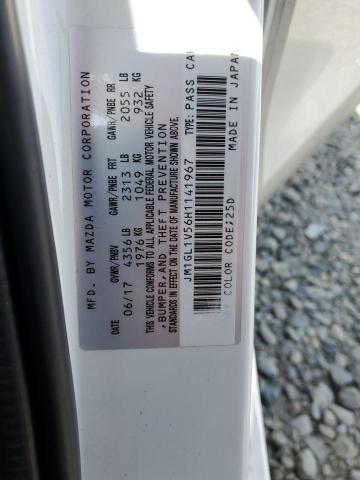 MFD. BY MAZDA MOTOR CORPORATION
DATE GVWR/PNBV GAWR/PNBE FRT GAWR/PNBE RR
06/17 4356 LB 2313 LB 2055 LB
1976 KG 1049 KG 932 KG
THIS VEHICLE CONFORMS TO ALL APPLICABLE FEDERAL MOTOR VEHICLE SAFETY
,BUMPER,AND THEFT PREVENTION
STANDARDS IN EFFECT ON THE DATE OF MANUFACTURE SHOWN ABOVE.
JM1GL1V56H1141967 TYPE: PASS CAR
COLOR CODE;25D MADE IN JAPAN